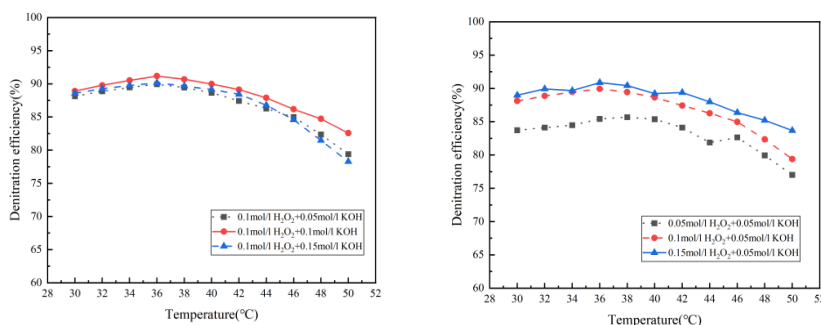 100
95
90
85
80
75
70
65
60
Denitration efficiency(%)
0.1mol/l H₂O₂+0.05mol/l KOH
0.1mol/l H₂O₂+0.1mol/l KOH
0.1mol/l H₂O₂+0.15mol/l KOH
28 30 32 34 36 38 40 42 44 46 48 50 52
Temperature(℃)
100
95
90
85
80
75
70
65
60
Denitration efficiency(%)
0.05mol/l H₂O₂+0.05mol/l KOH
0.1mol/l H₂O₂+0.05mol/l KOH
0.15mol/l H₂O₂+0.05mol/l KOH
28 30 32 34 36 38 40 42 44 46 48 50 52
Temperature(℃)